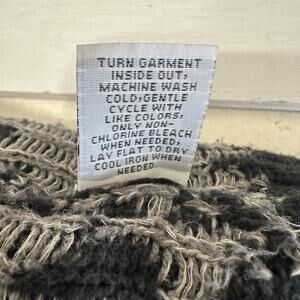 TURN GARMENT
INSIDE OUT,
MACHINE WASH
COLD, GENTLE
CYCLE WITH
LIKE COLORS,
ONLY NON-
CHLORINE BLEACH
WHEN NEEDED,
LAY FLAT TO DRY
COOL IRON WHEN
NEEDED.